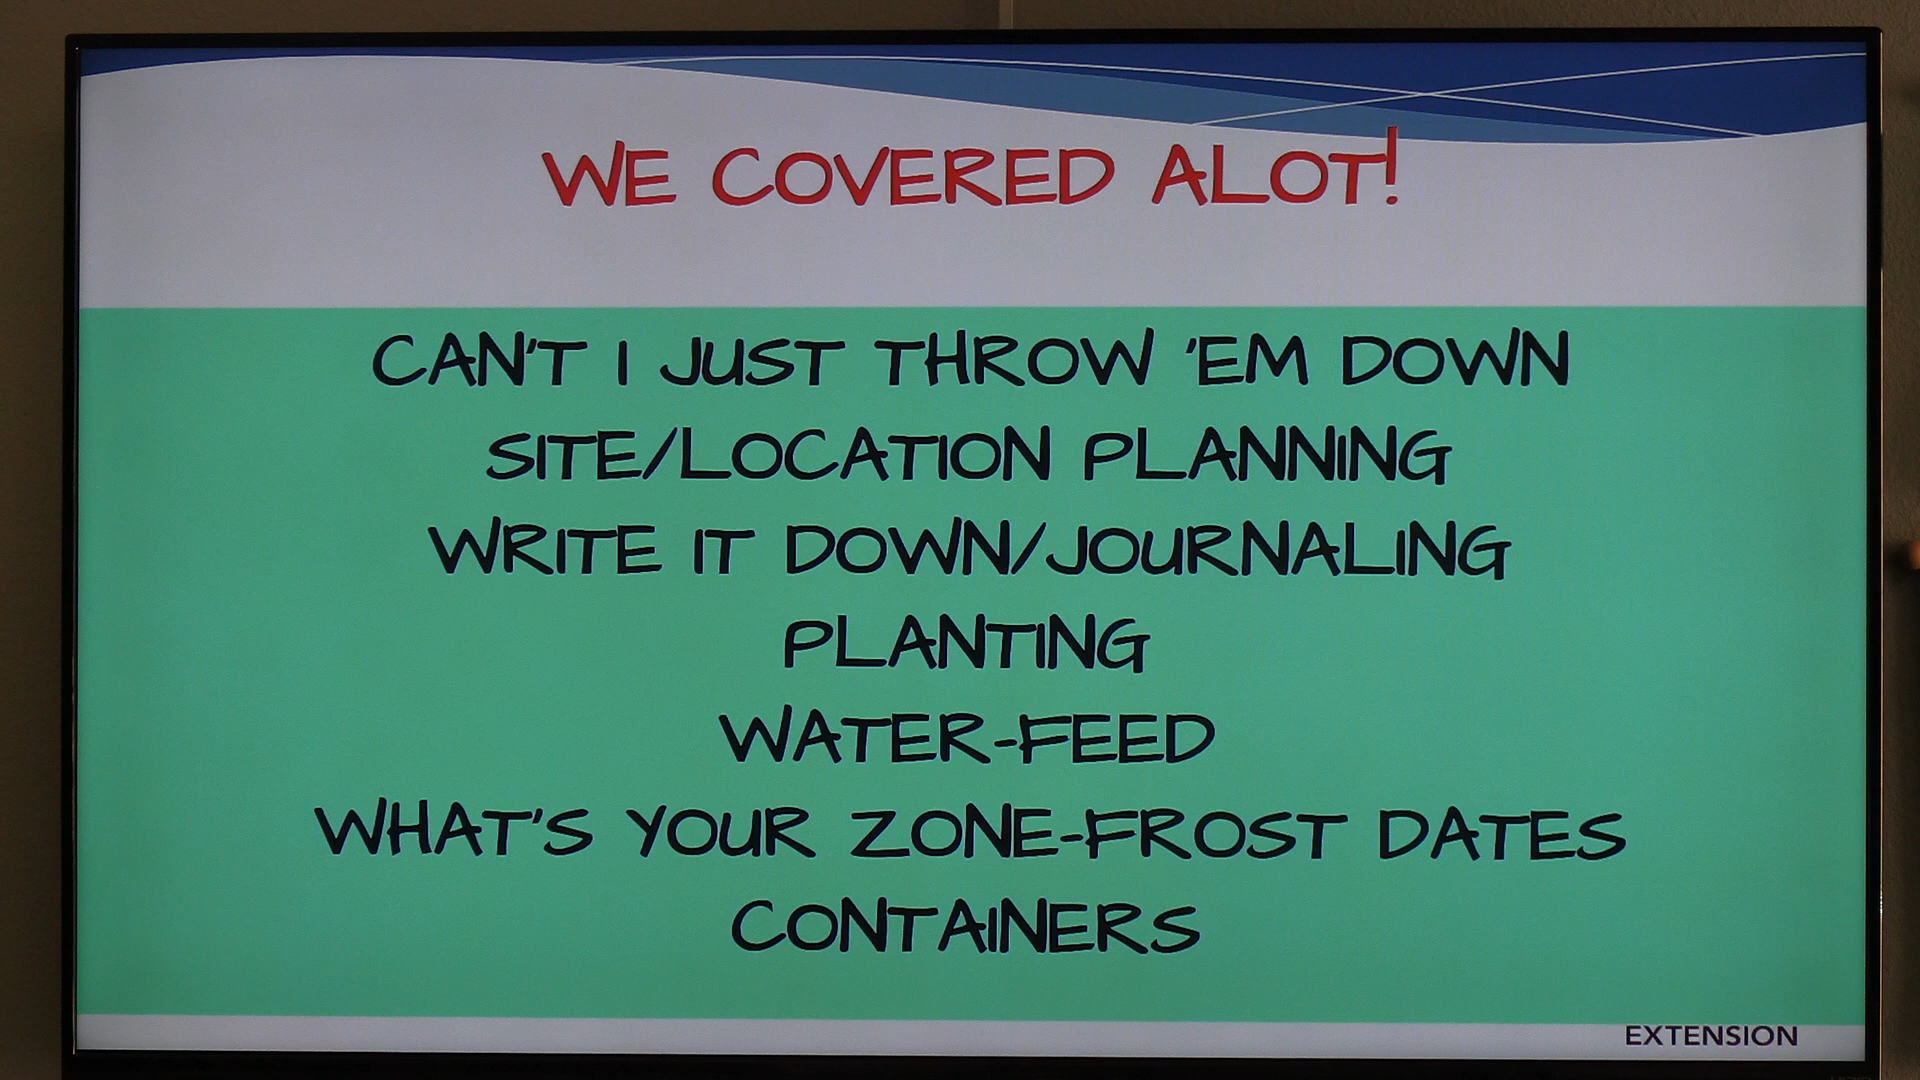 WE COVERED ALOT!
CAN'T I JUST THROW 'EM DOWN
SITE/LOCATION PLANNING
WRITE IT DOWN/JOURNALING
PLANTING
WATER-FEED
WHAT'S YOUR ZONE-FROST DATES
CONTAINERS
EXTENSION